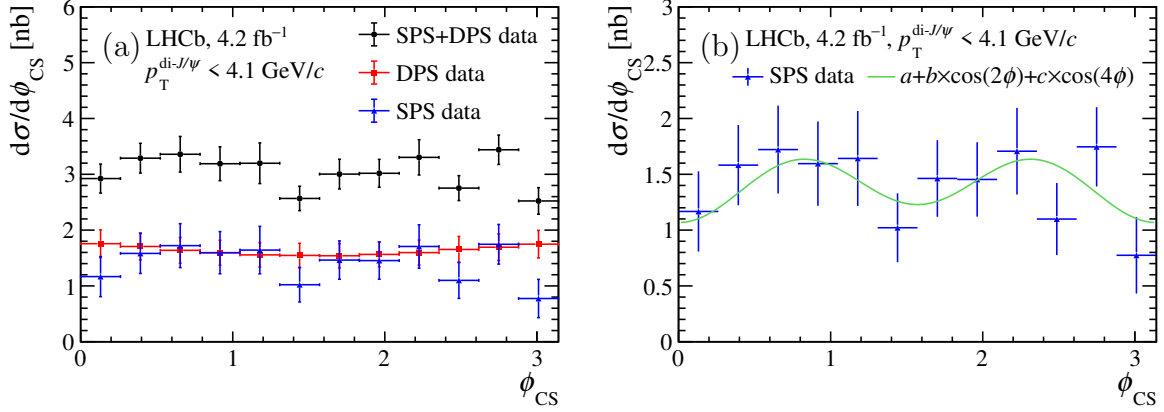 (a)
LHCb, 4.2 fb⁻¹
p_T^{di-J/ψ} < 4.1 GeV/c
SPS+DPS data
DPS data
SPS data
dσ/dϕ_CS [nb]
6
5
4
3
2
1
0
0 1 2 3
ϕ_CS
(b)
LHCb, 4.2 fb⁻¹, p_T^{di-J/ψ} < 4.1 GeV/c
SPS data
a+b×cos(2ϕ)+c×cos(4ϕ)
dσ/dϕ_CS [nb]
3
2.5
2
1.5
1
0.5
0
0 1 2 3
ϕ_CS